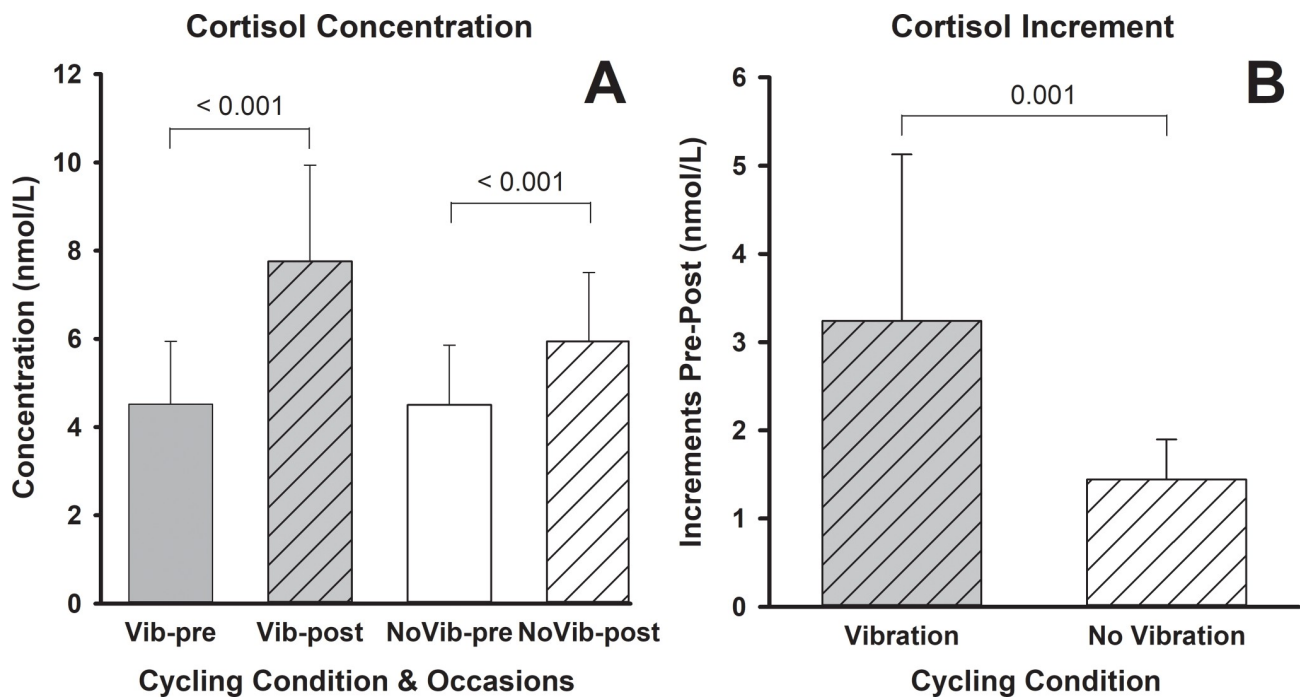 Cortisol Concentration
A
Concentration (nmol/L)
12
10
8
6
4
2
0
< 0.001
< 0.001
Vib-pre
Vib-post
NoVib-pre
NoVib-post
Cycling Condition & Occasions
Cortisol Increment
B
Increments Pre-Post (nmol/L)
6
5
4
3
2
1
0
0.001
Vibration
No Vibration
Cycling Condition